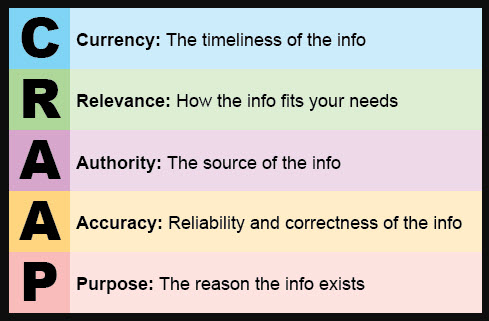 C Currency: The timeliness of the info
R Relevance: How the info fits your needs
A Authority: The source of the info
A Accuracy: Reliability and correctness of the info
P Purpose: The reason the info exists